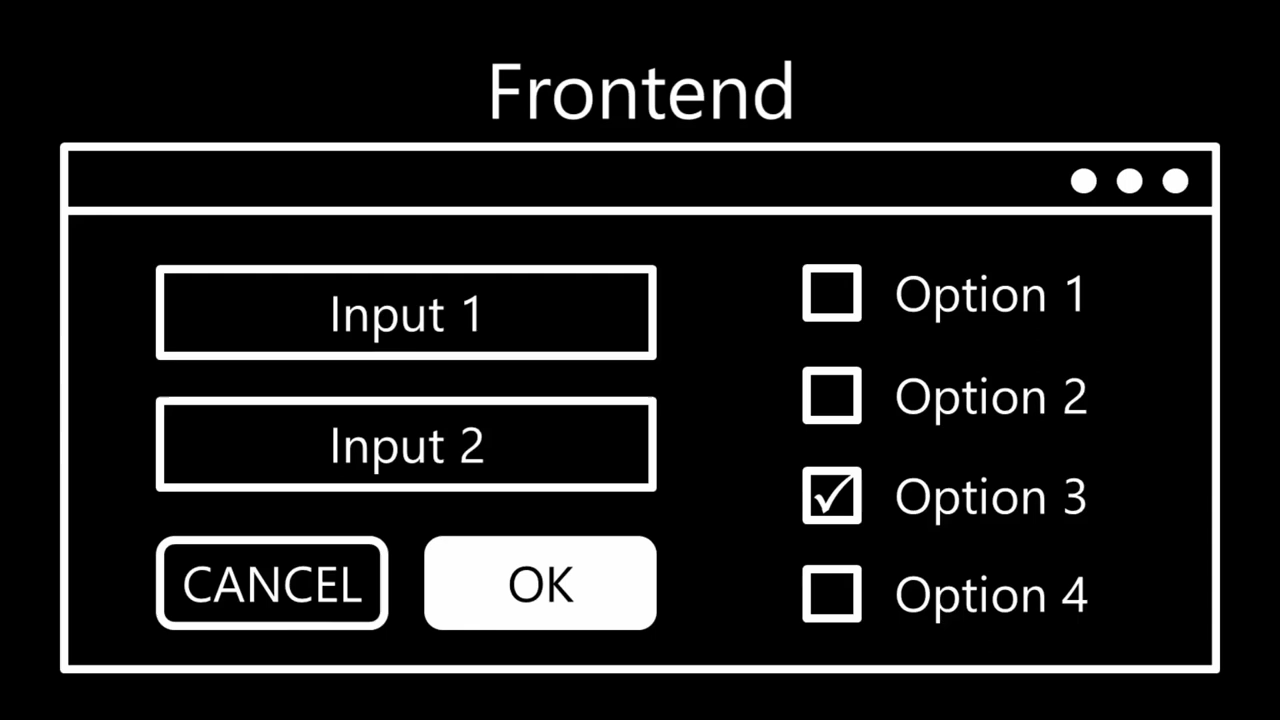 Frontend
Input 1
Input 2
CANCEL
OK
Option 1
Option 2
Option 3
Option 4